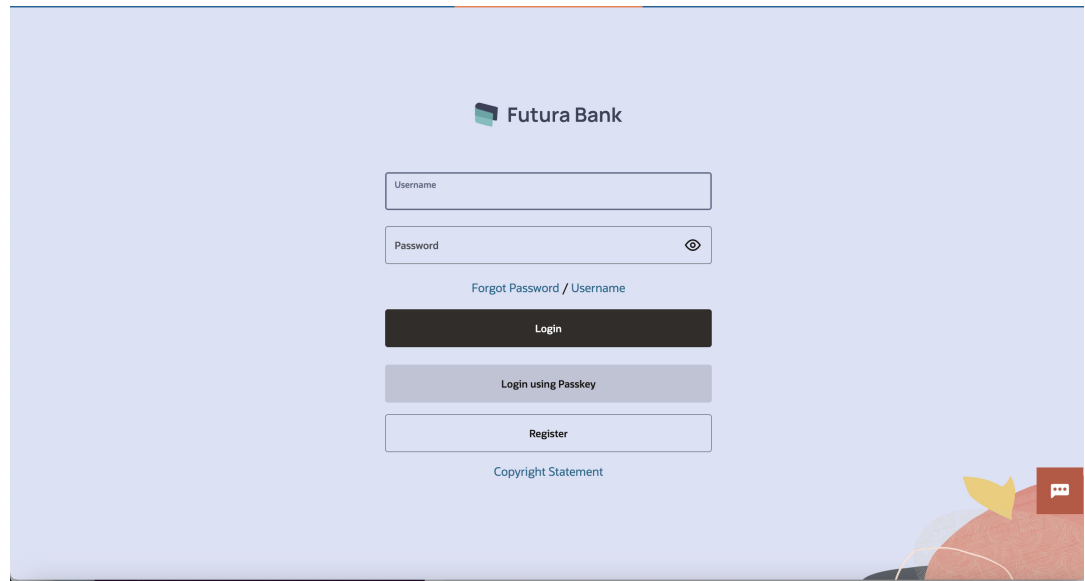 Futura Bank
Username
Password
Forgot Password / Username
Login
Login using Passkey
Register
Copyright Statement